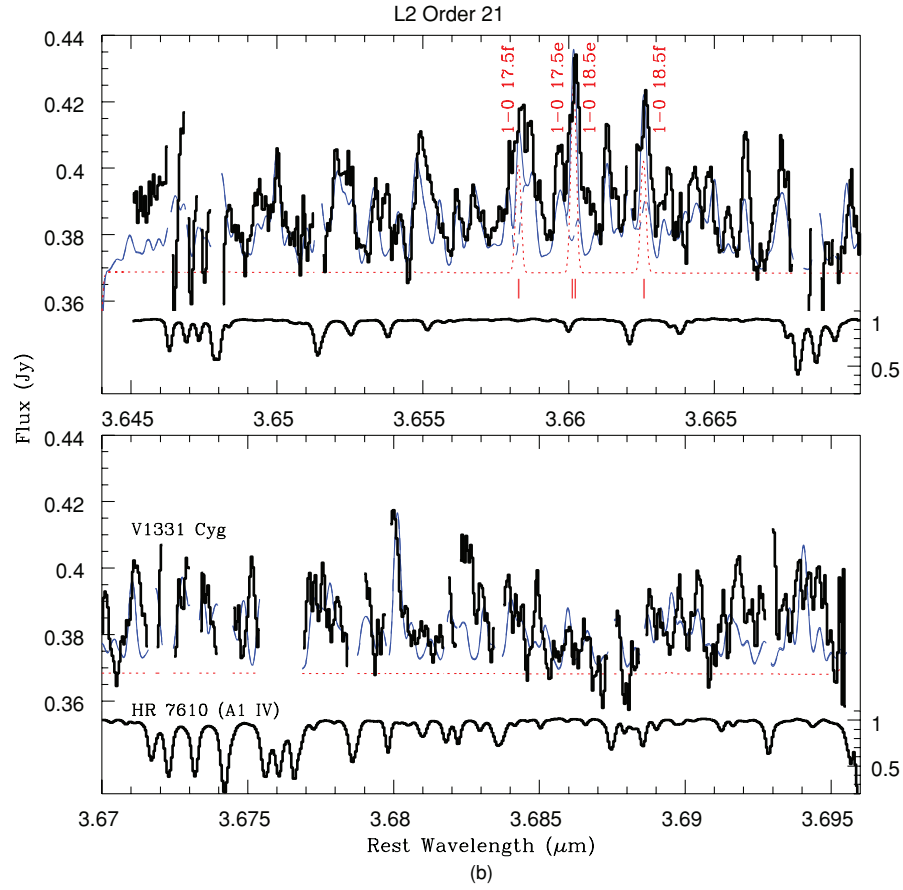 L2 Order 21
0.44
0.42
0.4
0.38
0.36
1-0 17.5f
1-0 17.5e
1-0 18.5e
1-0 18.5f
1
0.5
3.645
3.65
3.655
3.66
3.665
Flux (Jy)
0.44
0.42
0.4
0.38
0.36
V1331 Cyg
HR 7610 (A1 IV)
1
0.5
3.67
3.675
3.68
3.685
3.69
3.695
Rest Wavelength (μm)
(b)